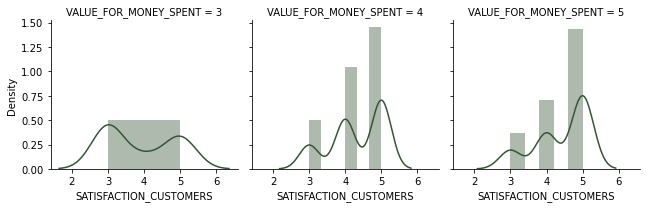 VALUE_FOR_MONEY_SPENT = 3
VALUE_FOR_MONEY_SPENT = 4
VALUE_FOR_MONEY_SPENT = 5
1.50
1.25
1.00
0.75
0.50
0.25
0.00
Density
2 3 4 5 6
2 3 4 5 6
2 3 4 5 6
SATISFACTION_CUSTOMERS
SATISFACTION_CUSTOMERS
SATISFACTION_CUSTOMERS